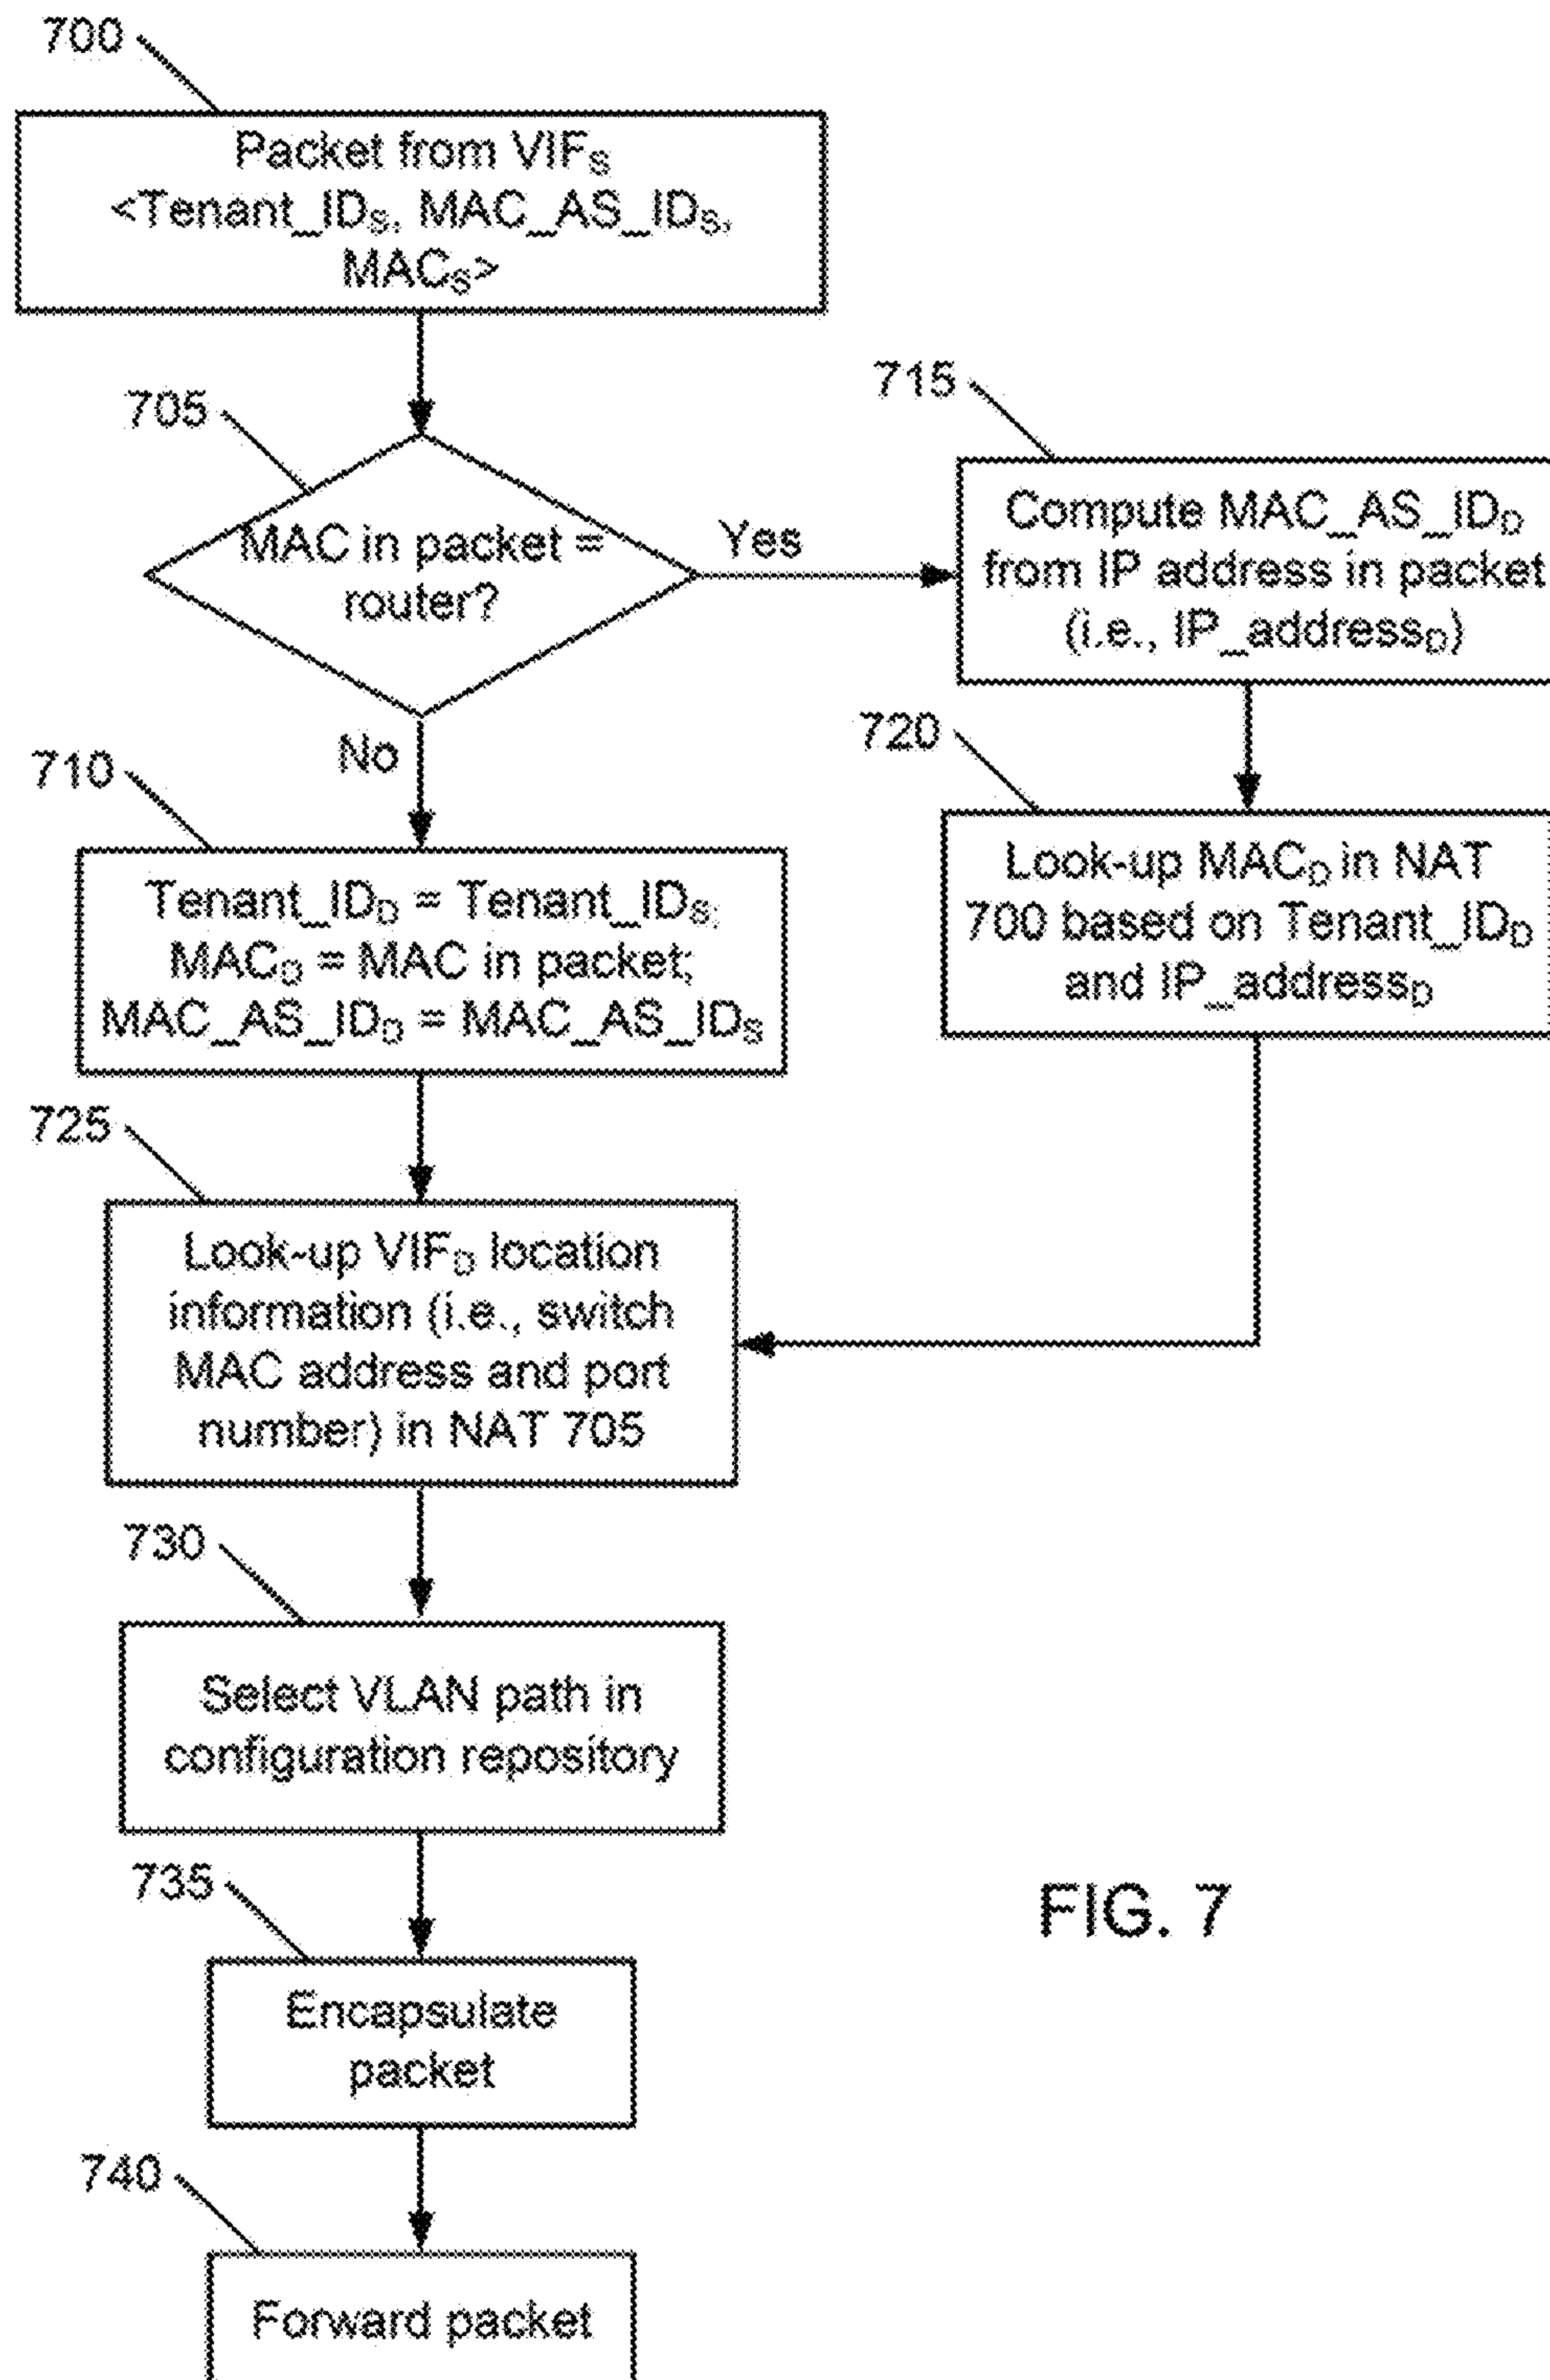 700
Packet from VIFS
<Tenant_IDS, MAC_AS_IDS,
MACS>
705
MAC in packet =
router?
Yes
No
715
Compute MAC_AS_IDD
from IP address in packet
(i.e., IP_addressD)
720
Look-up MACD in NAT
700 based on Tenant_IDD
and IP_addressD
710
Tenant_IDD = Tenant_IDS;
MACD = MAC in packet;
MAC_AS_IDD = MAC_AS_IDS
725
Look-up VIFD location
information (i.e., switch
MAC address and port
number) in NAT 705
730
Select VLAN path in
configuration repository
735
Encapsulate
packet
740
Forward packet
FIG. 7